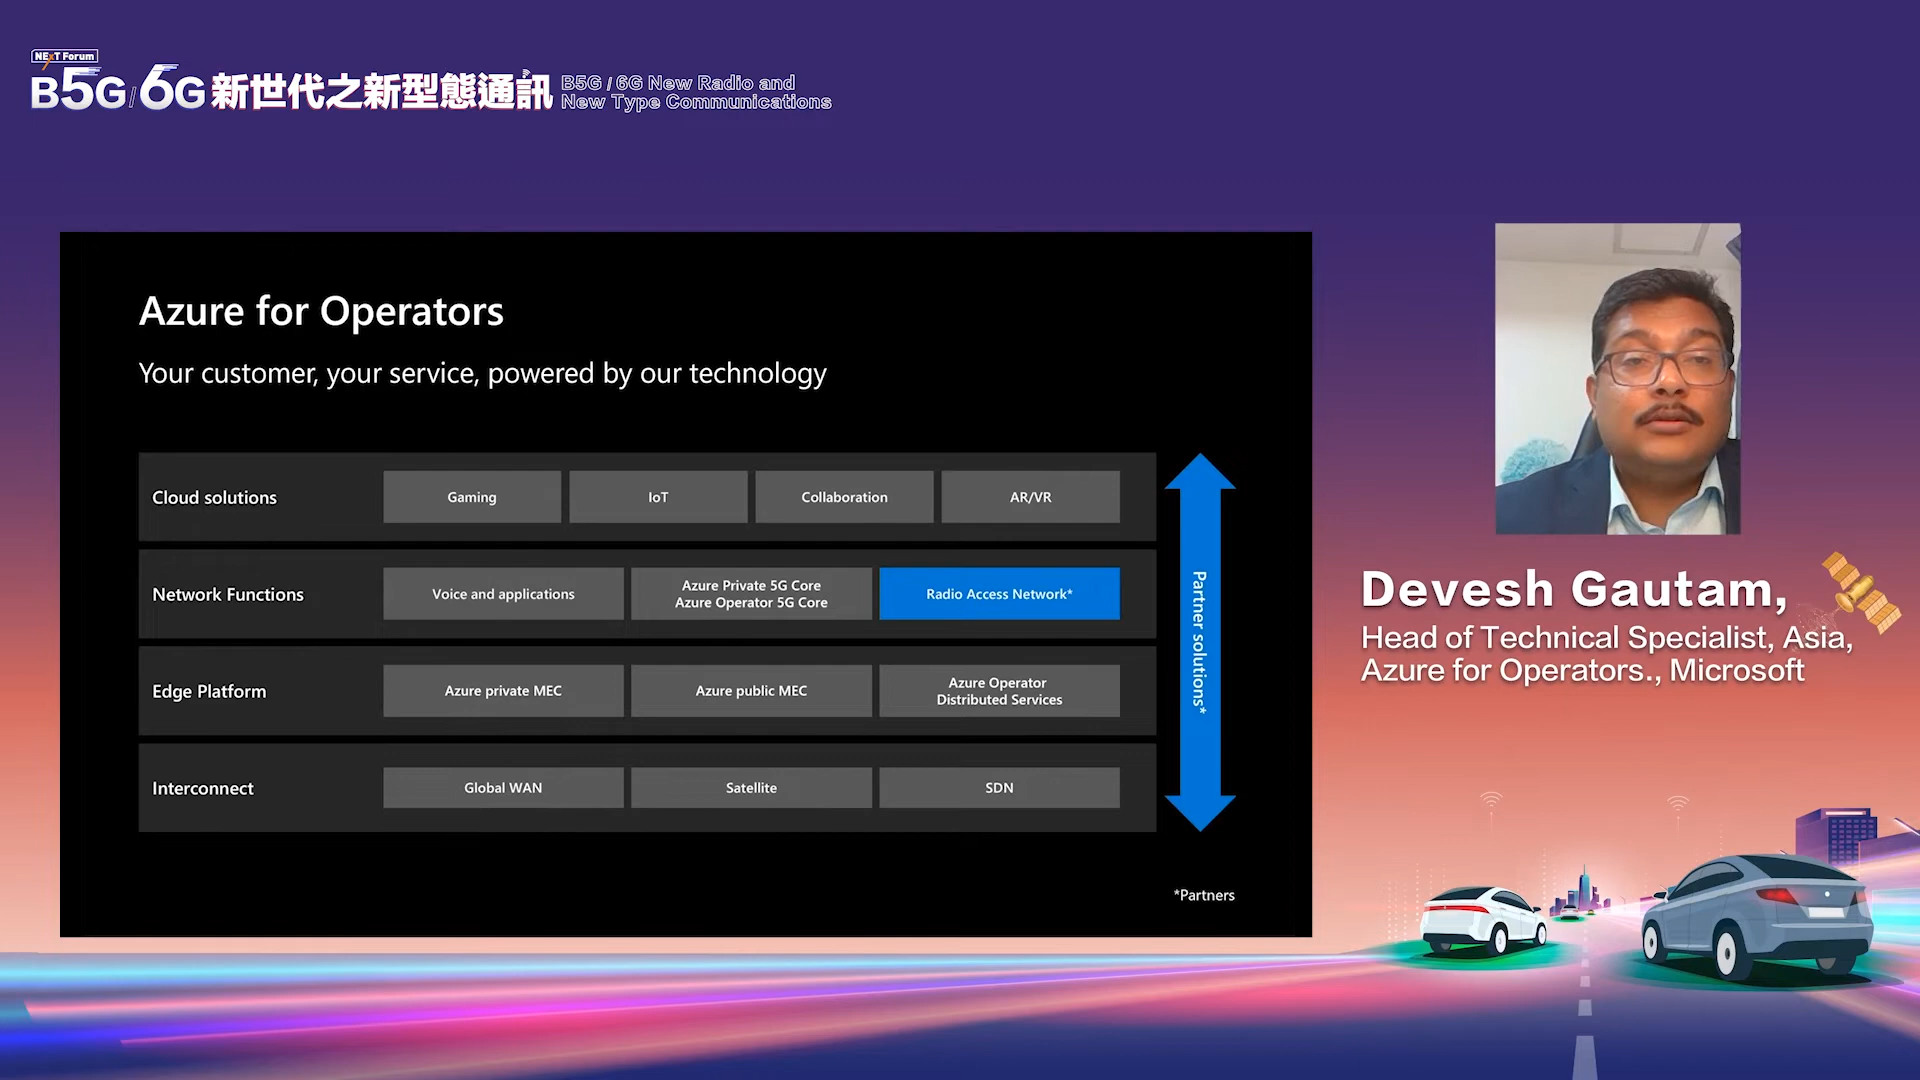 NExT Forum
B5G/6G新世代之新型態通訊
B5G/6G New Radio and
New Type Communications
Azure for Operators
Your customer, your service, powered by our technology
Cloud solutions
Gaming
IoT
Collaboration
AR/VR
Network Functions
Voice and applications
Azure Private 5G Core
Azure Operator 5G Core
Radio Access Network*
Edge Platform
Azure private MEC
Azure public MEC
Azure Operator
Distributed Services
Interconnect
Global WAN
Satellite
SDN
Partner solutions*
*Partners
Devesh Gautam,
Head of Technical Specialist, Asia,
Azure for Operators., Microsoft